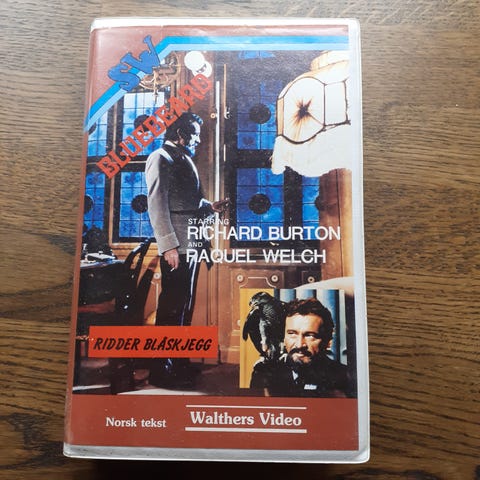 SW
BLUEBEARD
STARRING
RICHARD BURTON
AND
RAQUEL WELCH
RIDDER BLÅSKJEGG
Norsk tekst
Walthers Video